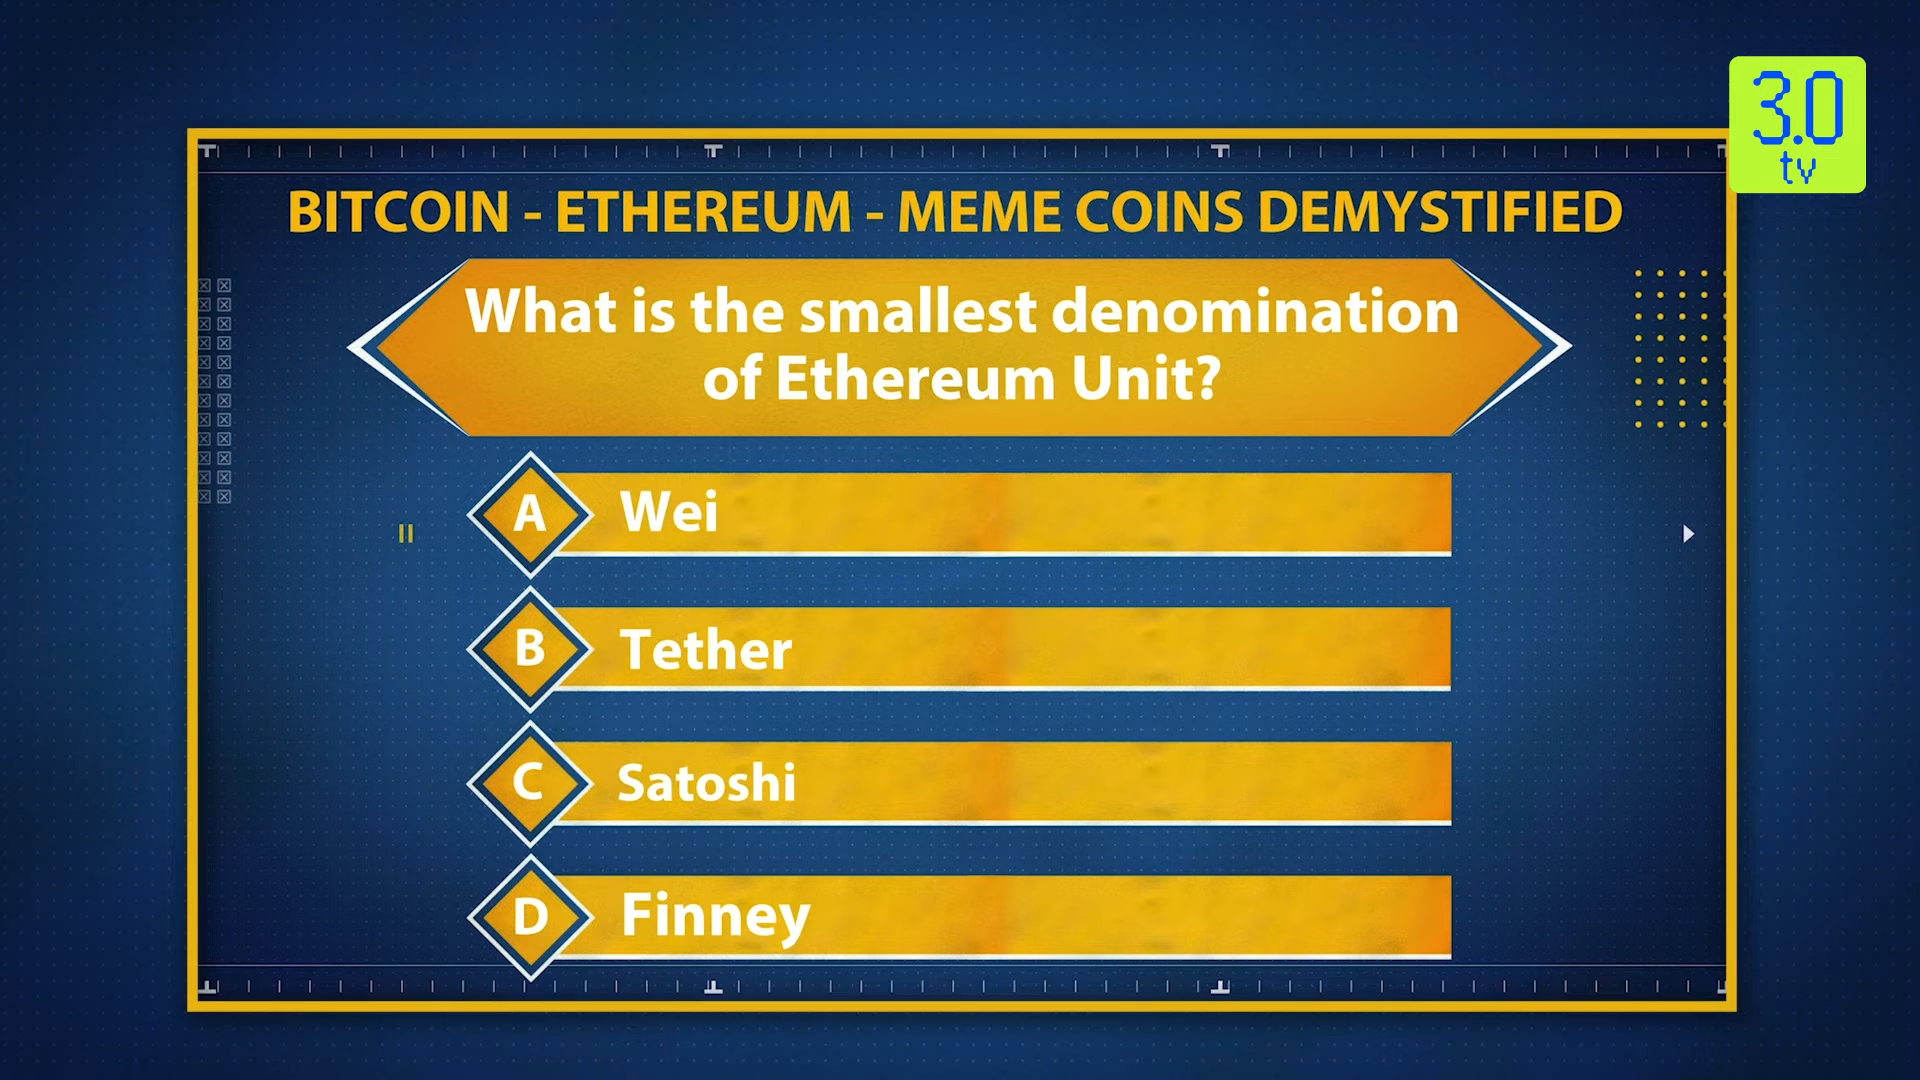 3.0
tv
BITCOIN - ETHEREUM - MEME COINS DEMYSTIFIED
What is the smallest denomination
of Ethereum Unit?
A Wei
B Tether
C Satoshi
D Finney